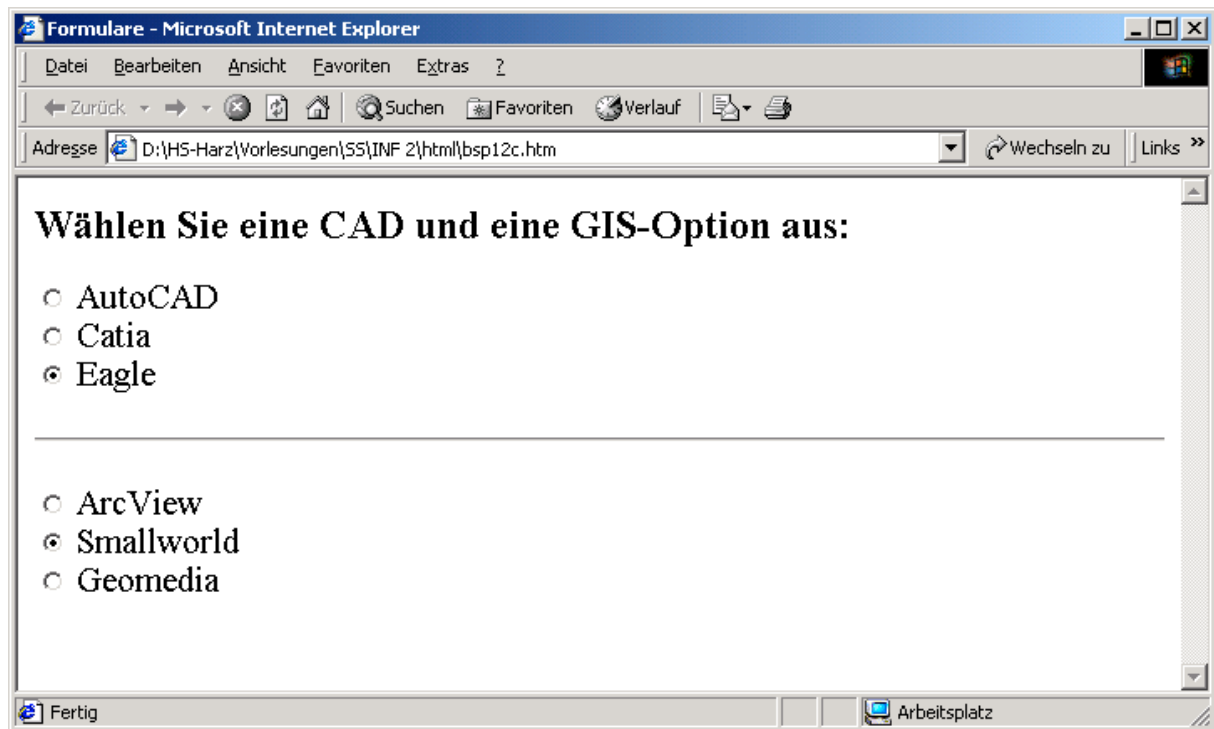 Formulare - Microsoft Internet Explorer
Datei Bearbeiten Ansicht Favoriten Extras ?
Zurück Suchen Favoriten Verlauf
Adresse D:\HS-Harz\Vorlesungen\SS\INF 2\html\bsp12c.htm Wechseln zu Links »
Wählen Sie eine CAD und eine GIS-Option aus:
AutoCAD
Catia
Eagle
ArcView
Smallworld
Geomedia
Fertig Arbeitsplatz